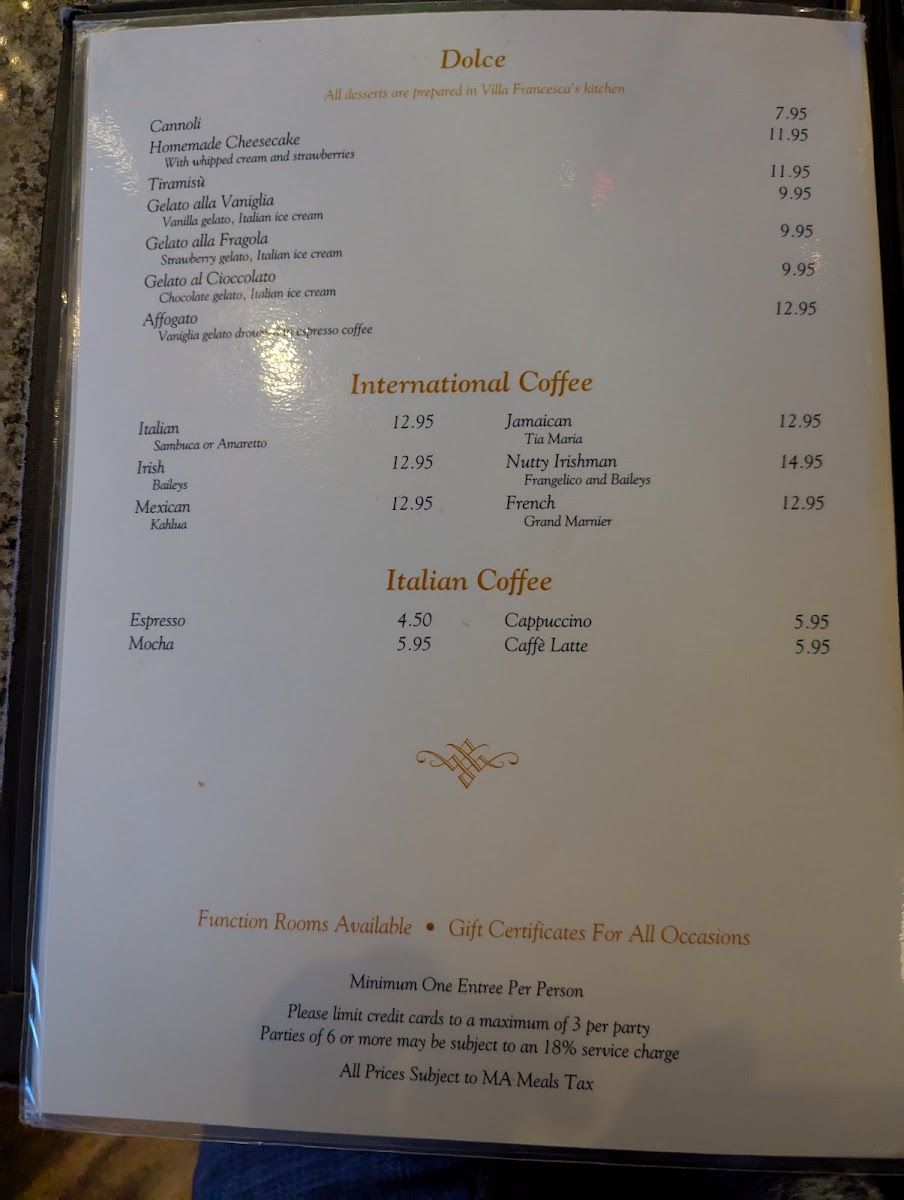 Dolce
All desserts are prepared in Villa Francesca's kitchen
Cannoli 7.95
Homemade Cheesecake 11.95
With whipped cream and strawberries
Tiramisù 11.95
Gelato alla Vaniglia 9.95
Vanilla gelato, Italian ice cream
Gelato alla Fragola 9.95
Strawberry gelato, Italian ice cream
Gelato al Cioccolato 9.95
Chocolate gelato, Italian ice cream
Affogato 12.95
Vaniglia gelato espresso coffee
International Coffee
Italian 12.95 Jamaican 12.95
Sambuca or Amaretto Tia Maria
Irish 12.95 Nutty Irishman 14.95
Baileys Frangelico and Baileys
Mexican 12.95 French 12.95
Kahlua Grand Marnier
Italian Coffee
Espresso 4.50 Cappuccino 5.95
Mocha 5.95 Caffè Latte 5.95
Function Rooms Available • Gift Certificates For All Occasions
Minimum One Entree Per Person
Please limit credit cards to a maximum of 3 per party
Parties of 6 or more may be subject to an 18% service charge
All Prices Subject to MA Meals Tax